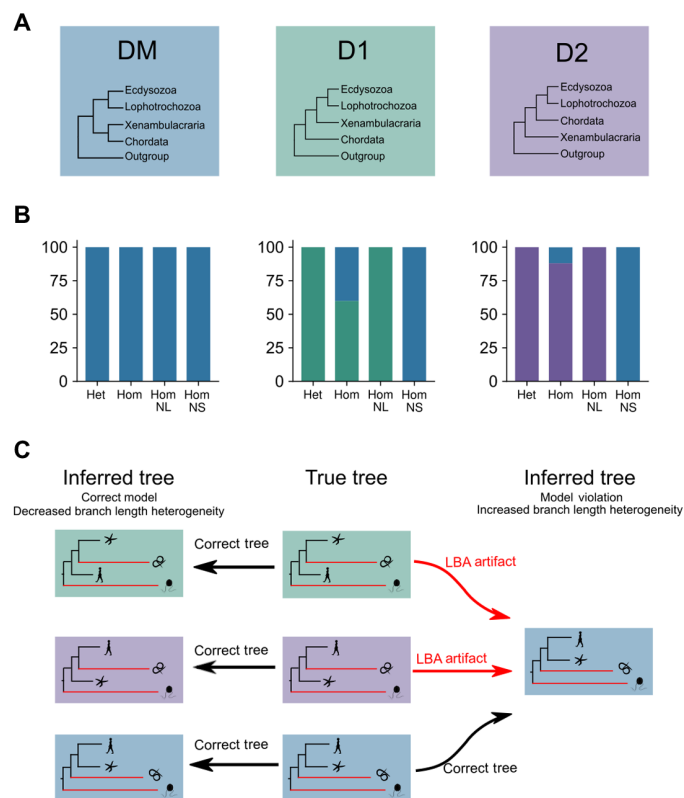 A
DM
D1
D2
Ecdysozoa
Lophotrochozoa
Xenambulacraria
Chordata
Outgroup
Ecdysozoa
Lophotrochozoa
Xenambulacraria
Chordata
Outgroup
Ecdysozoa
Lophotrochozoa
Chordata
Xenambulacraria
Outgroup
B
100
75
50
25
0
Het
Hom
Hom
NL
Hom
NS
100
75
50
25
0
Het
Hom
Hom
NL
Hom
NS
100
75
50
25
0
Het
Hom
Hom
NL
Hom
NS
C
Inferred tree
Correct model
Decreased branch length heterogeneity
True tree
Inferred tree
Model violation
Increased branch length heterogeneity
Correct tree
LBA artifact
Correct tree
LBA artifact
Correct tree
Correct tree